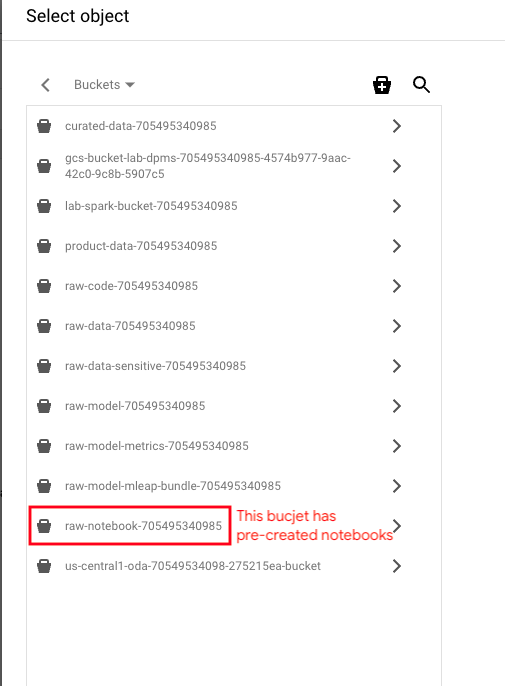 Select object
Buckets
curated-data-705495340985
gcs-bucket-lab-dpms-705495340985-4574b977-9aac-
42c0-9c8b-5907c5
lab-spark-bucket-705495340985
product-data-705495340985
raw-code-705495340985
raw-data-705495340985
raw-data-sensitive-705495340985
raw-model-705495340985
raw-model-metrics-705495340985
raw-model-mleap-bundle-705495340985
raw-notebook-705495340985
This bucjet has
pre-created notebooks
us-central1-oda-70549534098-275215ea-bucket